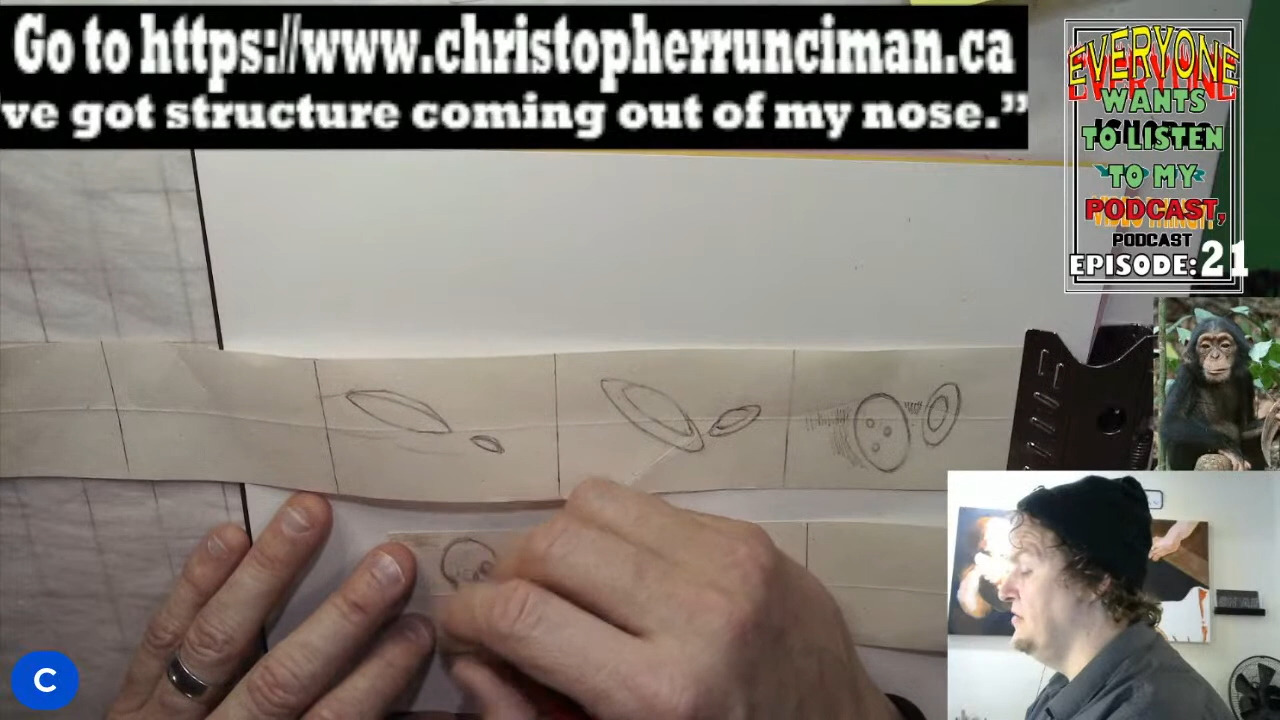 Go to https://www.christopherrunciman.ca
've got structure coming out of my nose.”
EVERYONE
WANTS
TO LISTEN
TO MY
PODCAST,
PODCAST
EPISODE: 21
C